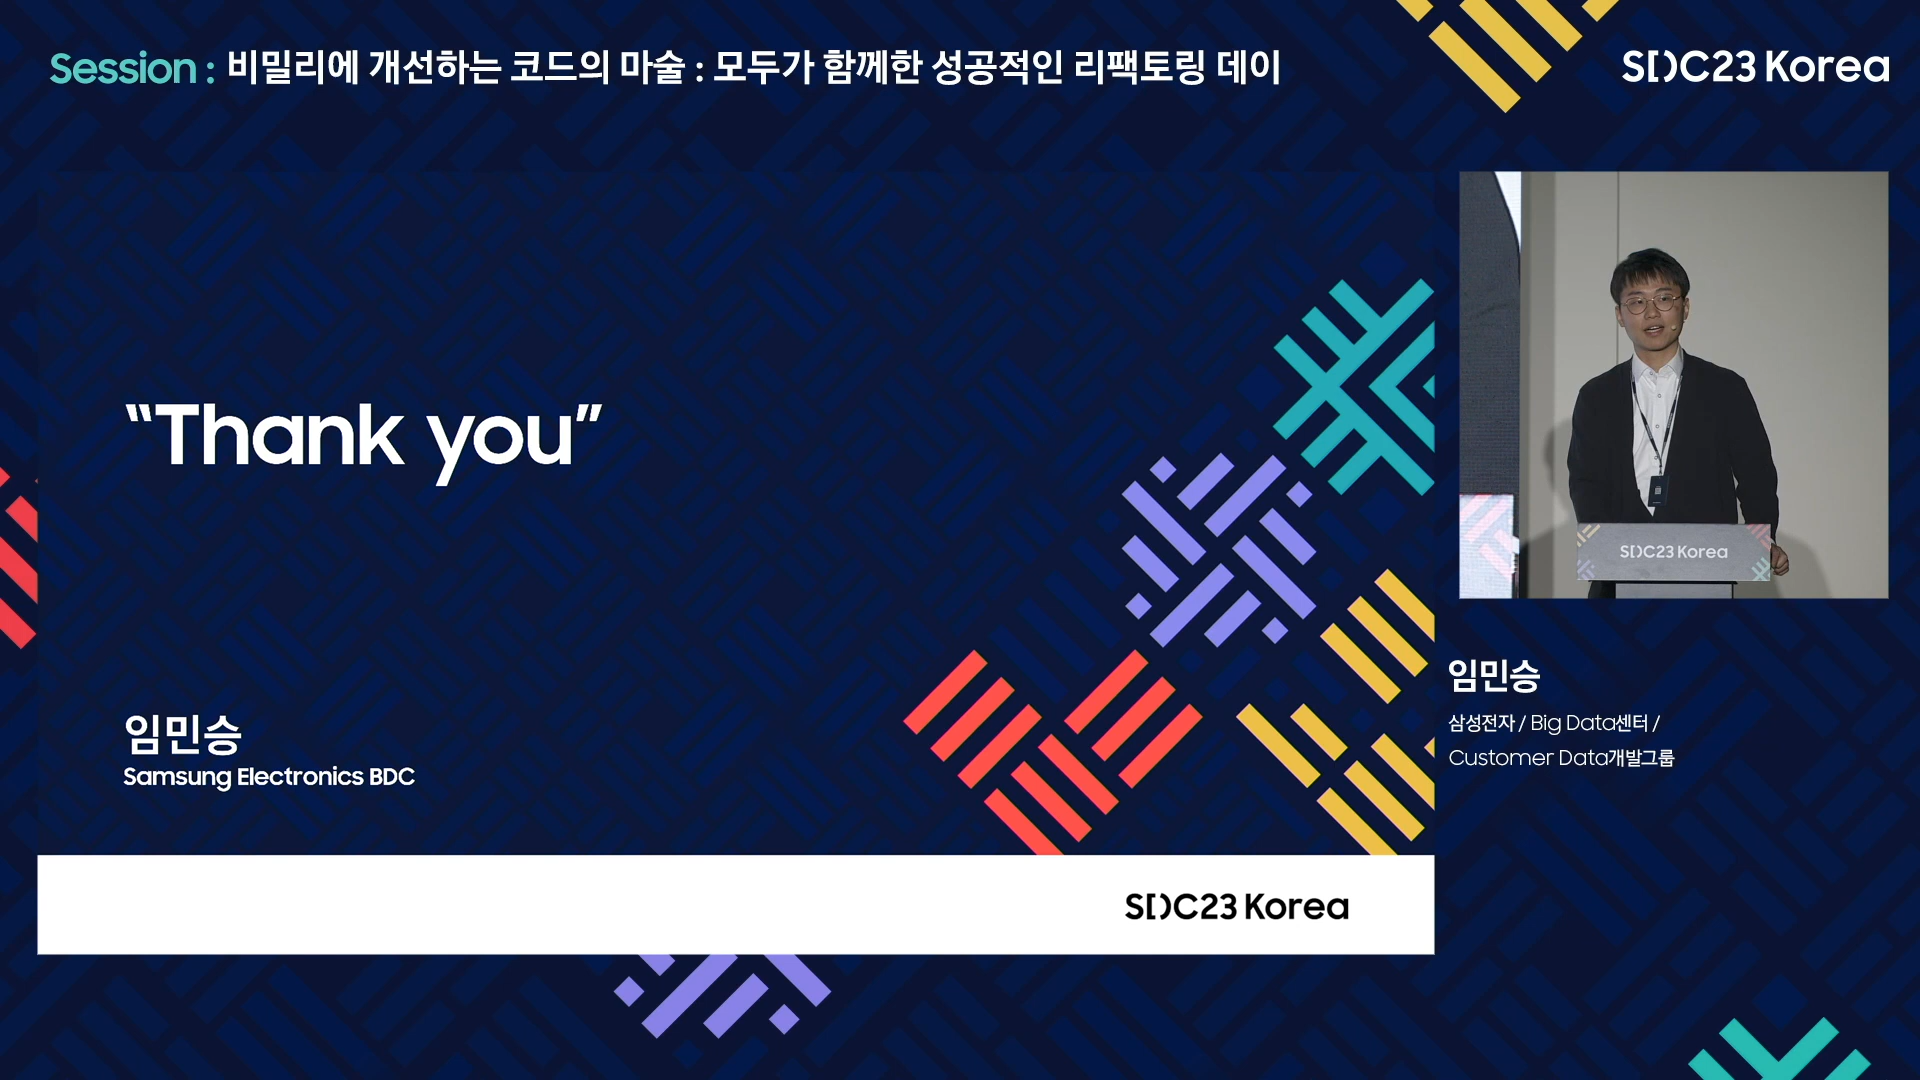 Session : 비밀리에 개선하는 코드의 마술 : 모두가 함께한 성공적인 리팩토링 데이
SDC23 Korea
“Thank you”
임민승
Samsung Electronics BDC
SDC23 Korea
SDC23 Korea
임민승
삼성전자 / Big Data센터 /
Customer Data개발그룹